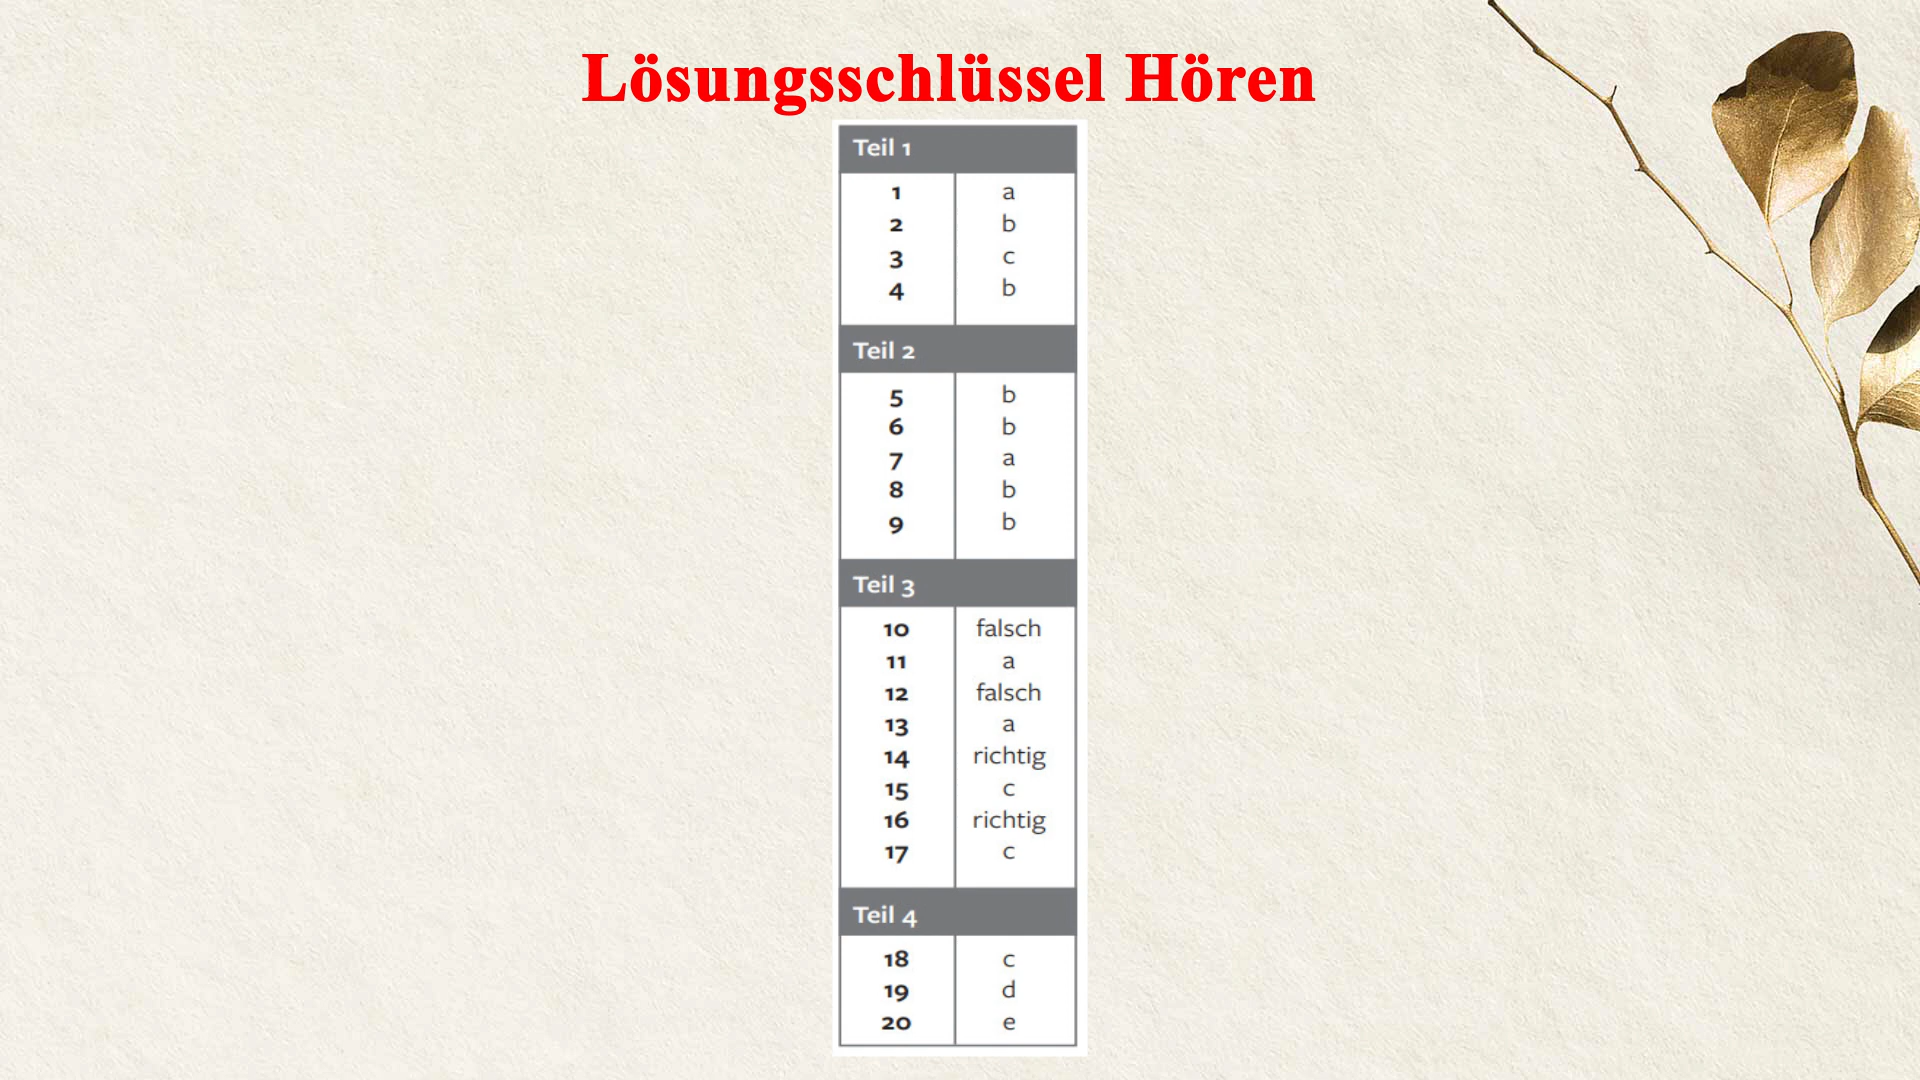 Lösungsschlüssel Hören
Teil 1
1 a
2 b
3 c
4 b
Teil 2
5 b
6 b
7 a
8 b
9 b
Teil 3
10 falsch
11 a
12 falsch
13 a
14 richtig
15 c
16 richtig
17 c
Teil 4
18 c
19 d
20 e